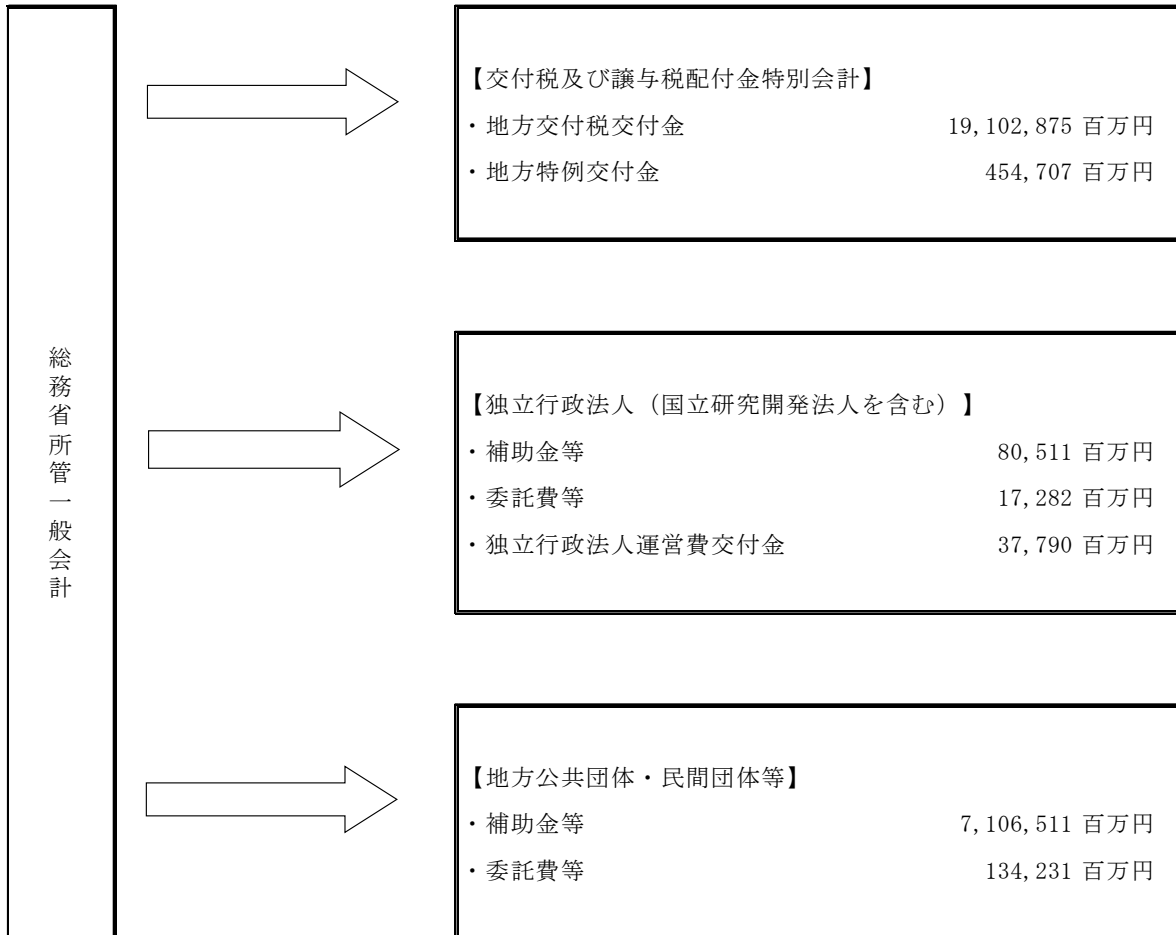 総務省所管一般会計
【交付税及び譲与税配付金特別会計】
・地方交付税交付金 19,102,875 百万円
・地方特例交付金 454,707 百万円
【独立行政法人（国立研究開発法人を含む）】
・補助金等 80,511 百万円
・委託費等 17,282 百万円
・独立行政法人運営費交付金 37,790 百万円
【地方公共団体・民間団体等】
・補助金等 7,106,511 百万円
・委託費等 134,231 百万円